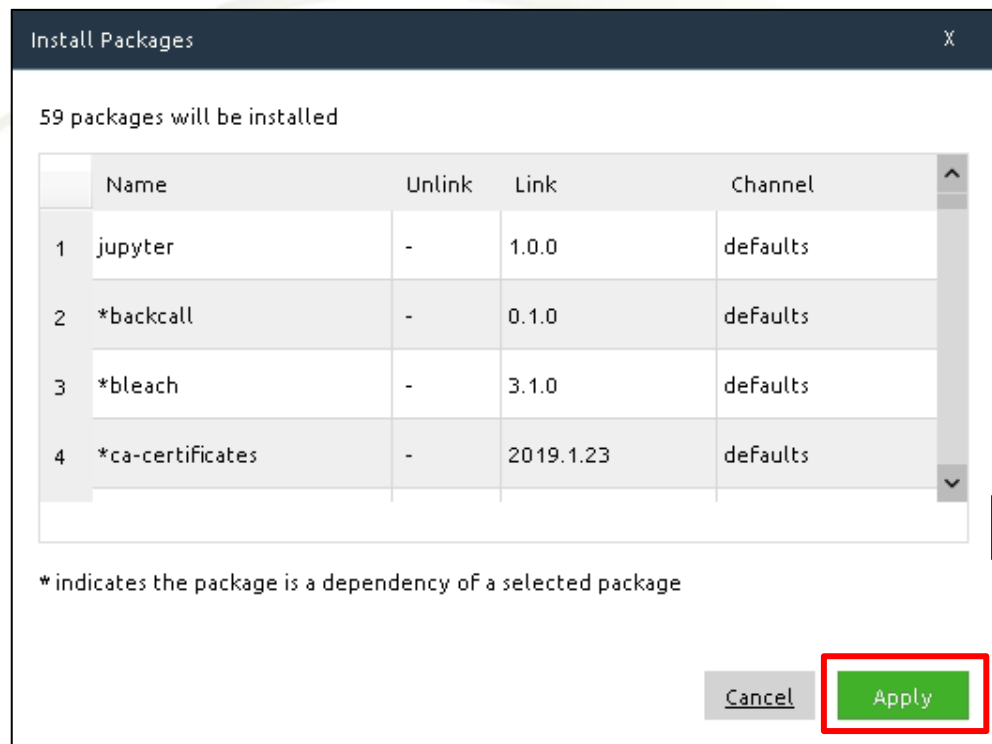 Install Packages X
59 packages will be installed
Name Unlink Link Channel
1 jupyter - 1.0.0 defaults
2 *backcall - 0.1.0 defaults
3 *bleach - 3.1.0 defaults
4 *ca-certificates - 2019.1.23 defaults
* indicates the package is a dependency of a selected package
Cancel Apply